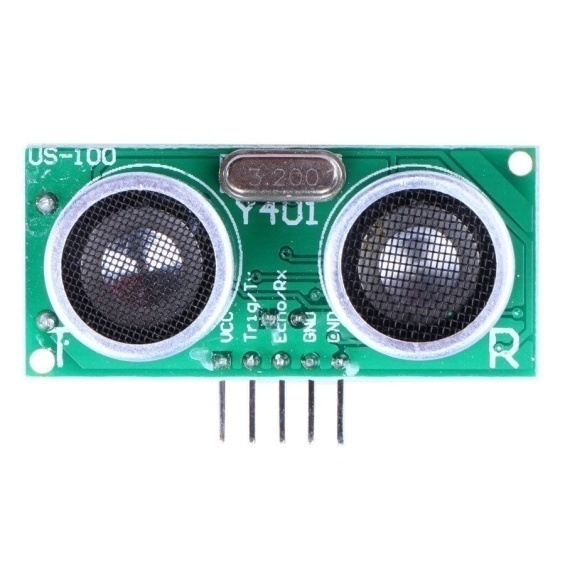 US-100
3.200
Y401
VCC
Trig/Tx
Echo/Rx
GND
GND
T
R